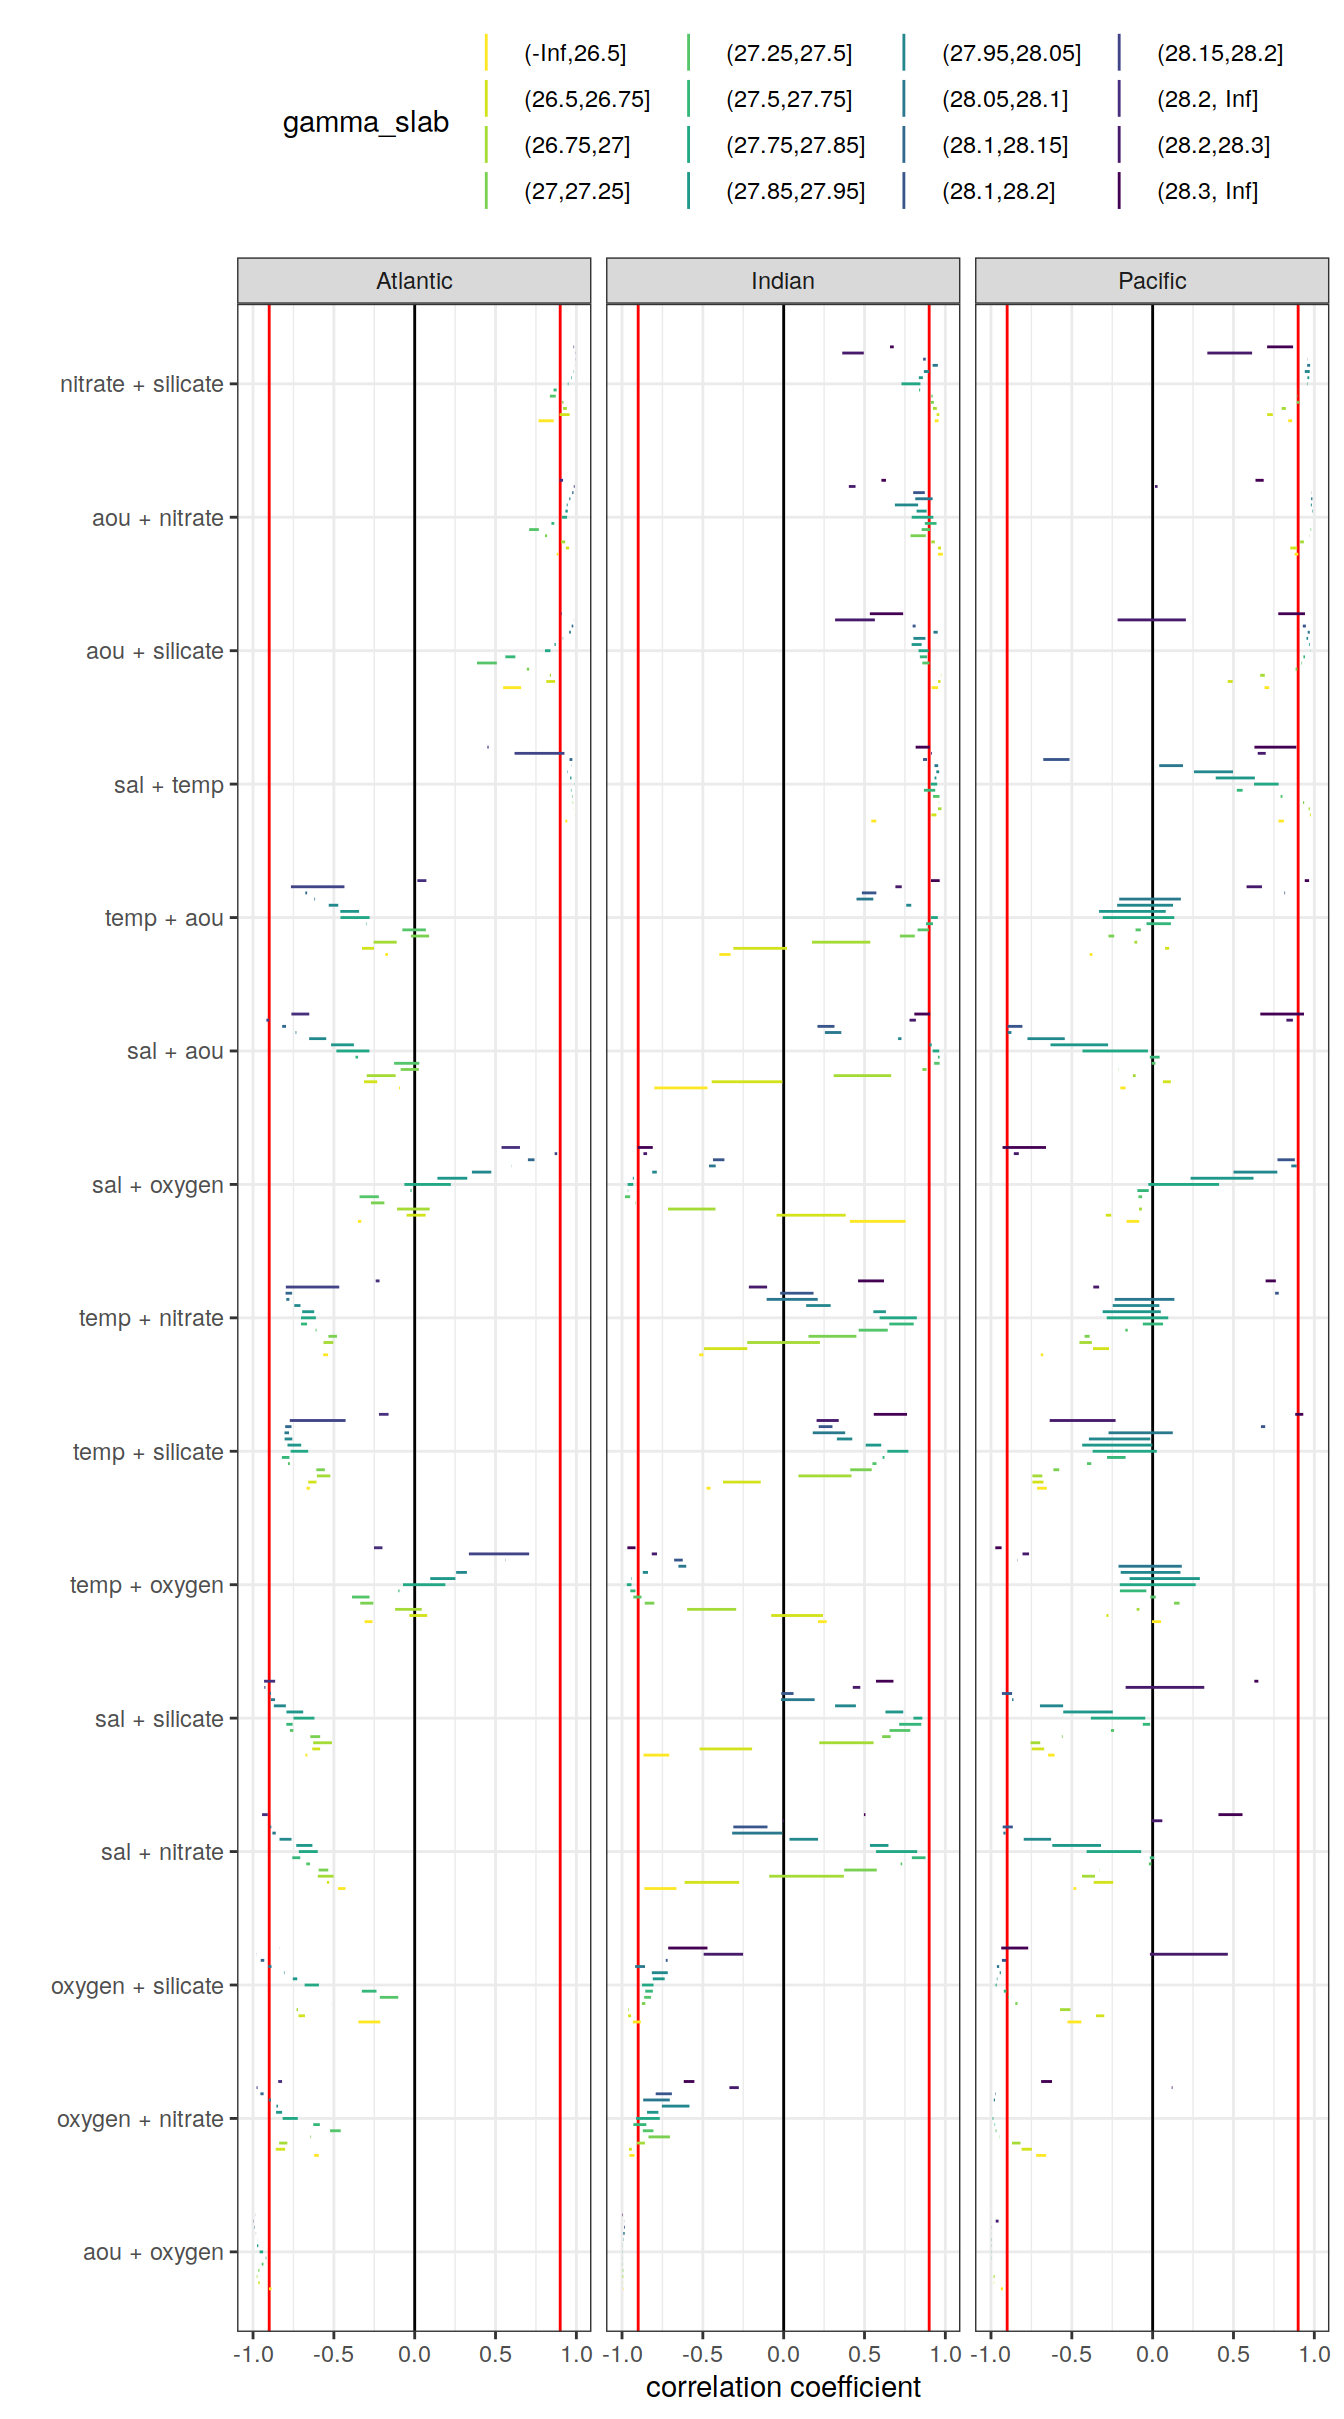 gamma_slab
(-Inf,26.5] (27.25,27.5] (27.95,28.05] (28.15,28.2]
(26.5,26.75] (27.5,27.75] (28.05,28.1] (28.2, Inf]
(26.75,27] (27.75,27.85] (28.1,28.15] (28.2,28.3]
(27,27.25] (27.85,27.95] (28.1,28.2] (28.3, Inf]
Atlantic Indian Pacific
nitrate + silicate
aou + nitrate
aou + silicate
sal + temp
temp + aou
sal + aou
sal + oxygen
temp + nitrate
temp + silicate
temp + oxygen
sal + silicate
sal + nitrate
oxygen + silicate
oxygen + nitrate
aou + oxygen
-1.0 -0.5 0.0 0.5 1.0 -1.0 -0.5 0.0 0.5 1.0 -1.0 -0.5 0.0 0.5 1.0
correlation coefficient